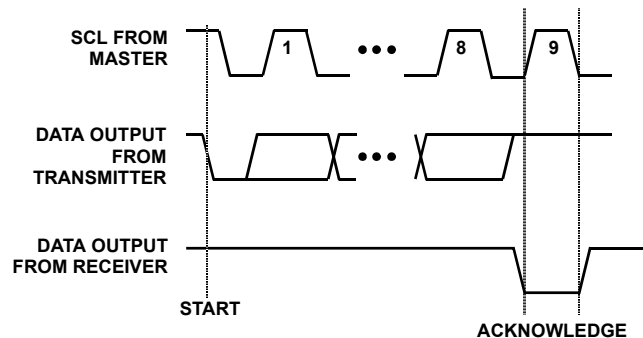 SCL FROM
MASTER
1
8
9
DATA OUTPUT
FROM
TRANSMITTER
DATA OUTPUT
FROM RECEIVER
START
ACKNOWLEDGE